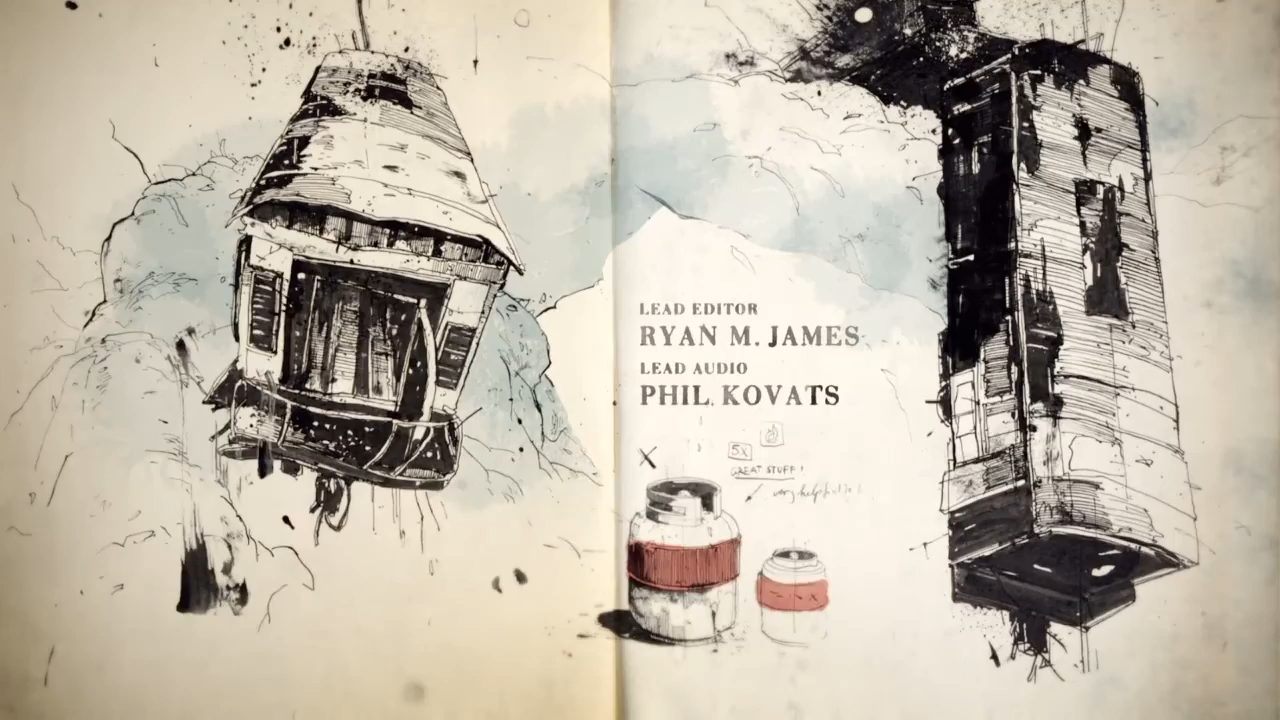 LEAD EDITOR
RYAN M. JAMES
LEAD AUDIO
PHIL KOVATS
5X
GREAT STUFF!